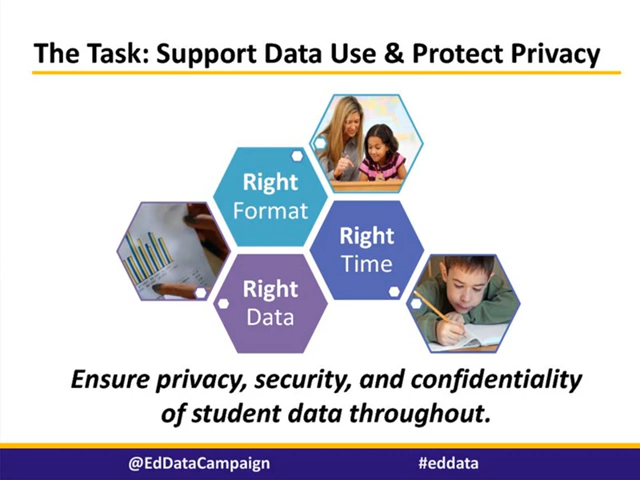 The Task: Support Data Use & Protect Privacy
Right
Format
Right
Time
Right
Data
Ensure privacy, security, and confidentiality
of student data throughout.
@EdDataCampaign #eddata